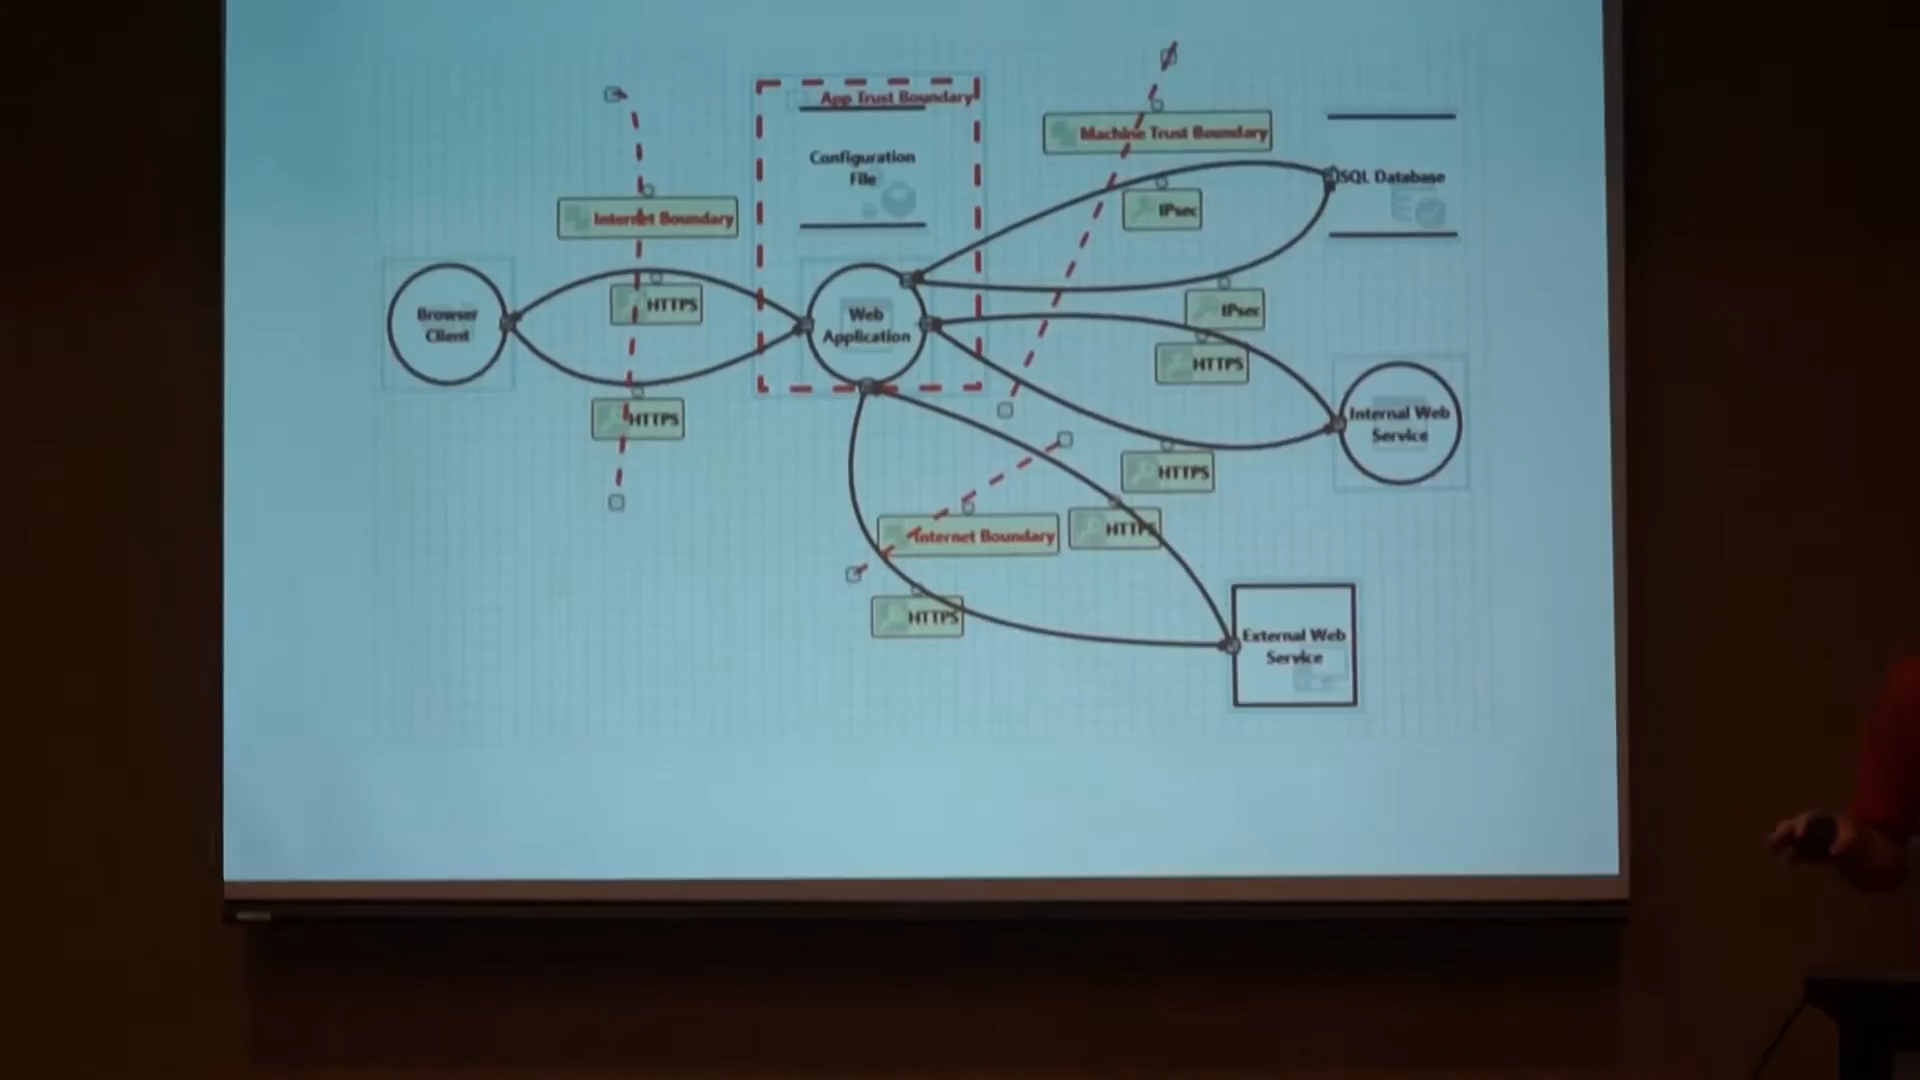 App Trust Boundary
Configuration
File
Machine Trust Boundary
SQL Database
IPsec
Internet Boundary
Browser
Client
HTTPS
HTTPS
Web
Application
IPsec
HTTPS
Internal Web
Service
HTTPS
HTTPS
Internet Boundary
HTTPS
External Web
Service